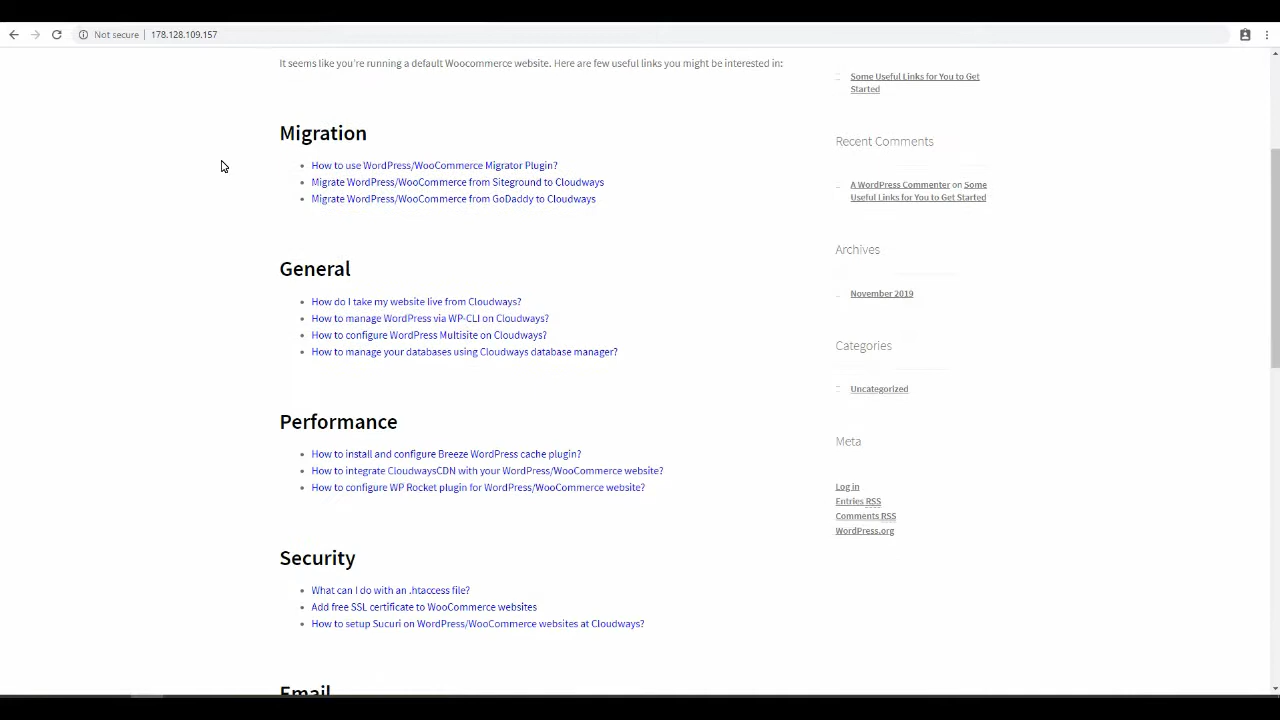 Not secure
178.128.109.157
It seems like you're running a default Woocommerce website. Here are few useful links you might be interested in:
Migration
How to use WordPress/WooCommerce Migrator Plugin?
Migrate WordPress/WooCommerce from Siteground to Cloudways
Migrate WordPress/WooCommerce from GoDaddy to Cloudways
General
How do I take my website live from Cloudways?
How to manage WordPress via WP-CLI on Cloudways?
How to configure WordPress Multisite on Cloudways?
How to manage your databases using Cloudways database manager?
Performance
How to install and configure Breeze WordPress cache plugin?
How to integrate CloudwaysCDN with your WordPress/WooCommerce website?
How to configure WP Rocket plugin for WordPress/WooCommerce website?
Security
What can I do with an .htaccess file?
Add free SSL certificate to WooCommerce websites
How to setup Sucuri on WordPress/WooCommerce websites at Cloudways?
Email
Some Useful Links for You to Get
Started
Recent Comments
A WordPress Commenter on Some
Useful Links for You to Get Started
Archives
November 2019
Categories
Uncategorized
Meta
Log in
Entries RSS
Comments RSS
WordPress.org